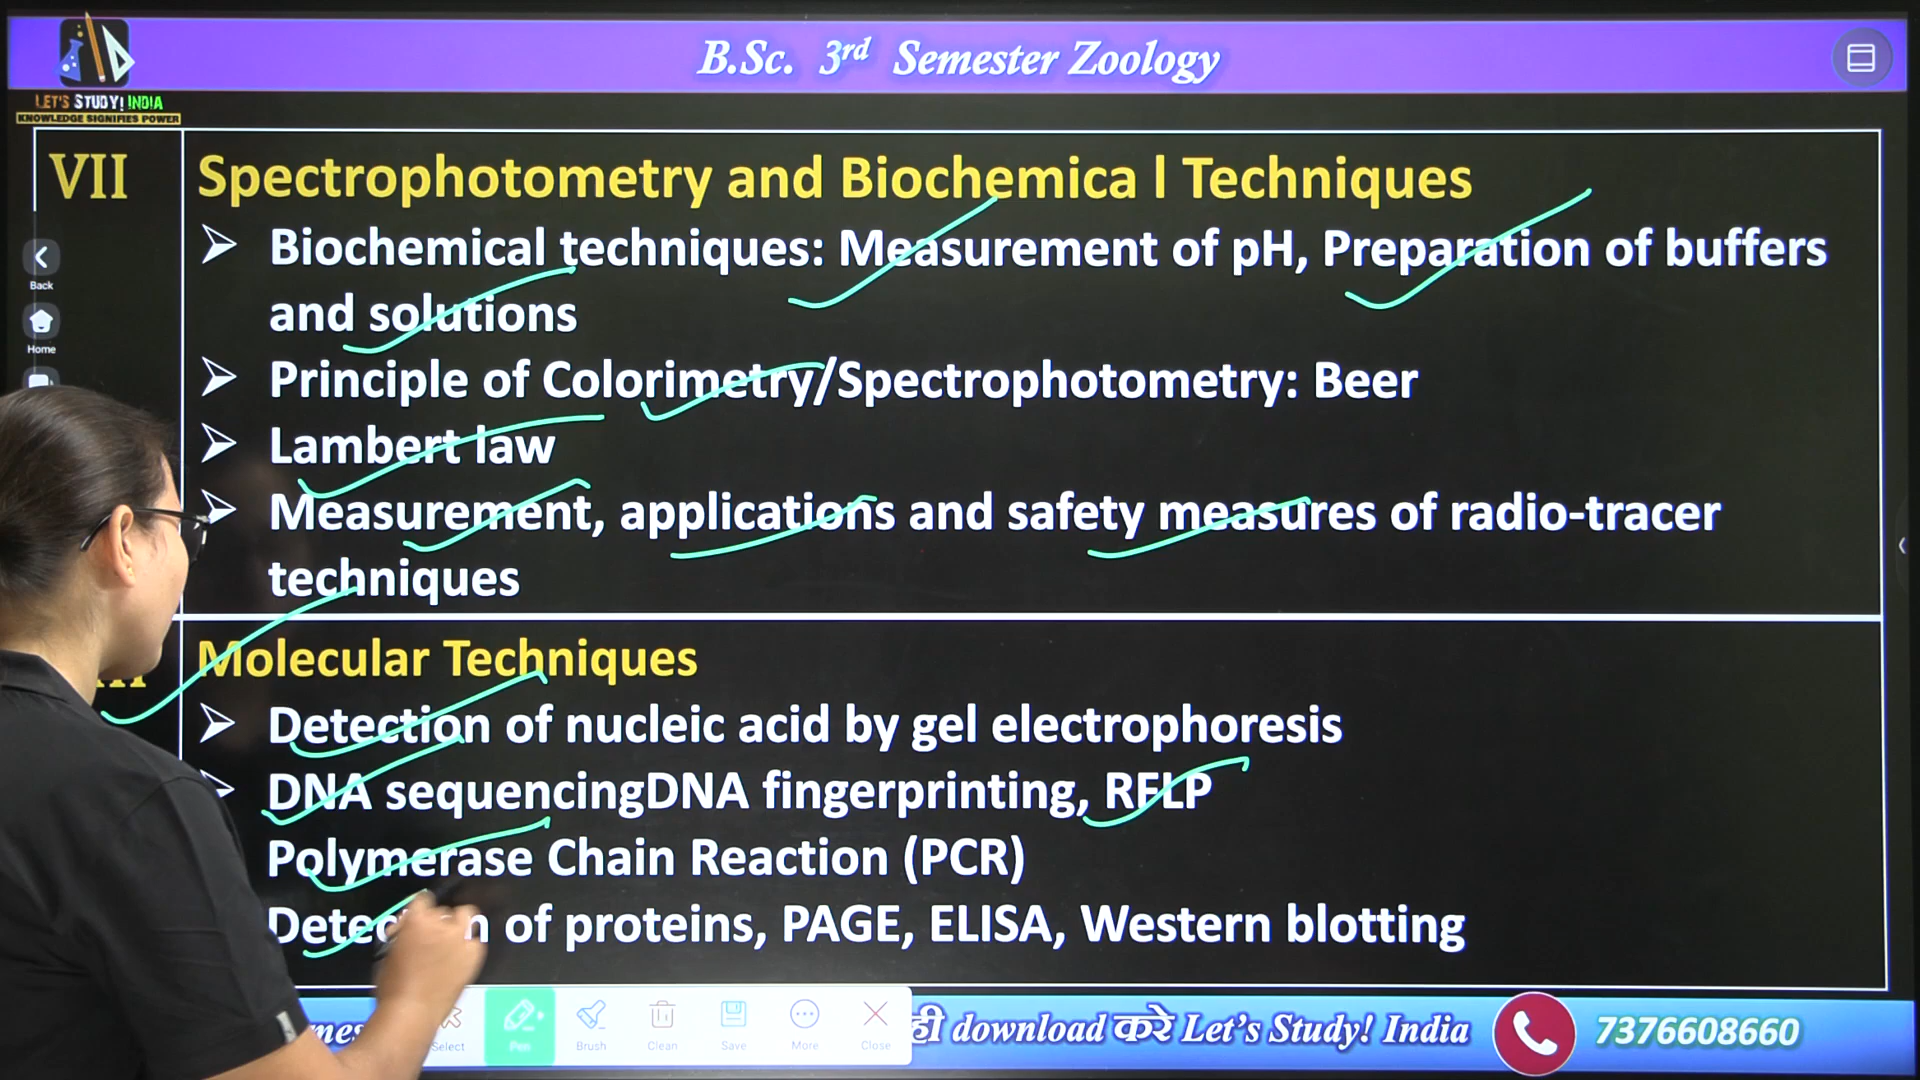 B.Sc. 3rd Semester Zoology
LET'S STUDY! INDIA
KNOWLEDGE SIGNIFIES POWER
VII
Spectrophotometry and Biochemica l Techniques
Biochemical techniques: Measurement of pH, Preparation of buffers
and solutions
Back
Home
Principle of Colorimetry/Spectrophotometry: Beer
Lambert law
Measurement, applications and safety measures of radio-tracer
techniques
Molecular Techniques
Detection of nucleic acid by gel electrophoresis
DNA sequencingDNA fingerprinting, RFLP
Polymerase Chain Reaction (PCR)
Detection of proteins, PAGE, ELISA, Western blotting
Select Pen Brush Clean Save More Close
ही download करे Let's Study! India
7376608660